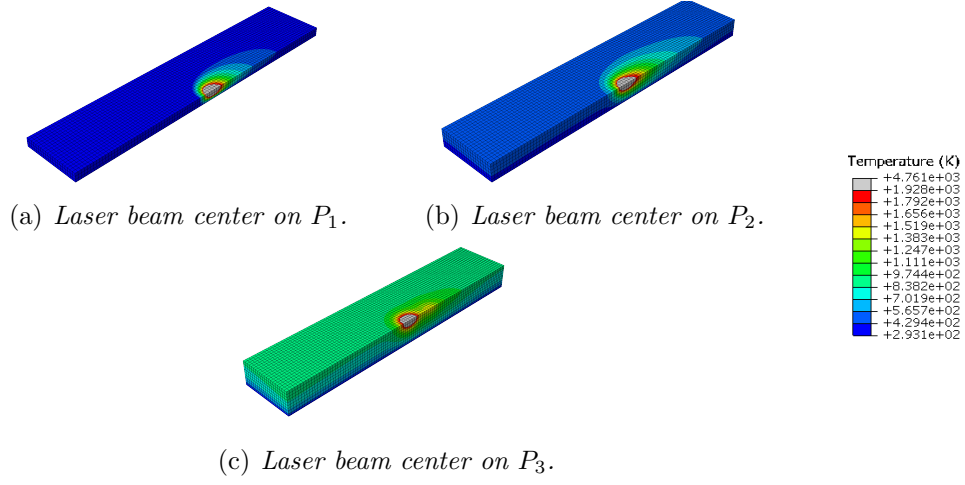 (a) Laser beam center on P₁.
(b) Laser beam center on P₂.
Temperature (K)
+4.761e+03
+1.928e+03
+1.792e+03
+1.656e+03
+1.519e+03
+1.383e+03
+1.247e+03
+1.111e+03
+9.744e+02
+8.382e+02
+7.019e+02
+5.657e+02
+4.294e+02
+2.931e+02
(c) Laser beam center on P₃.